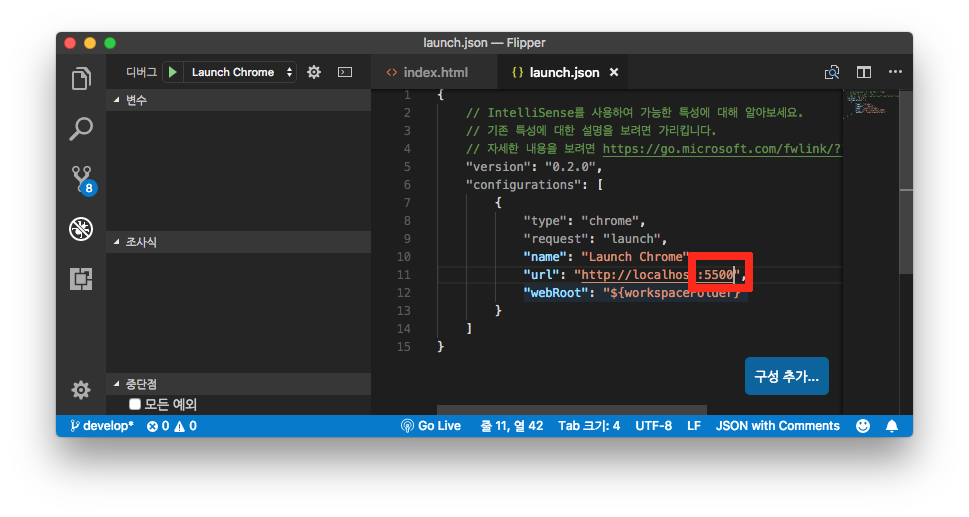 launch.json — Flipper
디버그 Launch Chrome
index.html
{} launch.json ×
변수
조사식
중단점
모든 예외
8
1 {
2 // IntelliSense를 사용하여 가능한 특성에 대해 알아보세요.
3 // 기존 특성에 대한 설명을 보려면 가리킵니다.
4 // 자세한 내용을 보려면 https://go.microsoft.com/fwlink/?
5 "version": "0.2.0",
6 "configurations": [
7 {
8 "type": "chrome",
9 "request": "launch",
10 "name": "Launch Chrome"
11 "url": "http://localhos :5500",
12 "webRoot": "${workspaceFolder}
13 }
14 ]
15 }
구성 추가...
develop* 0 0 Go Live 줄 11, 열 42 Tab 크기: 4 UTF-8 LF JSON with Comments